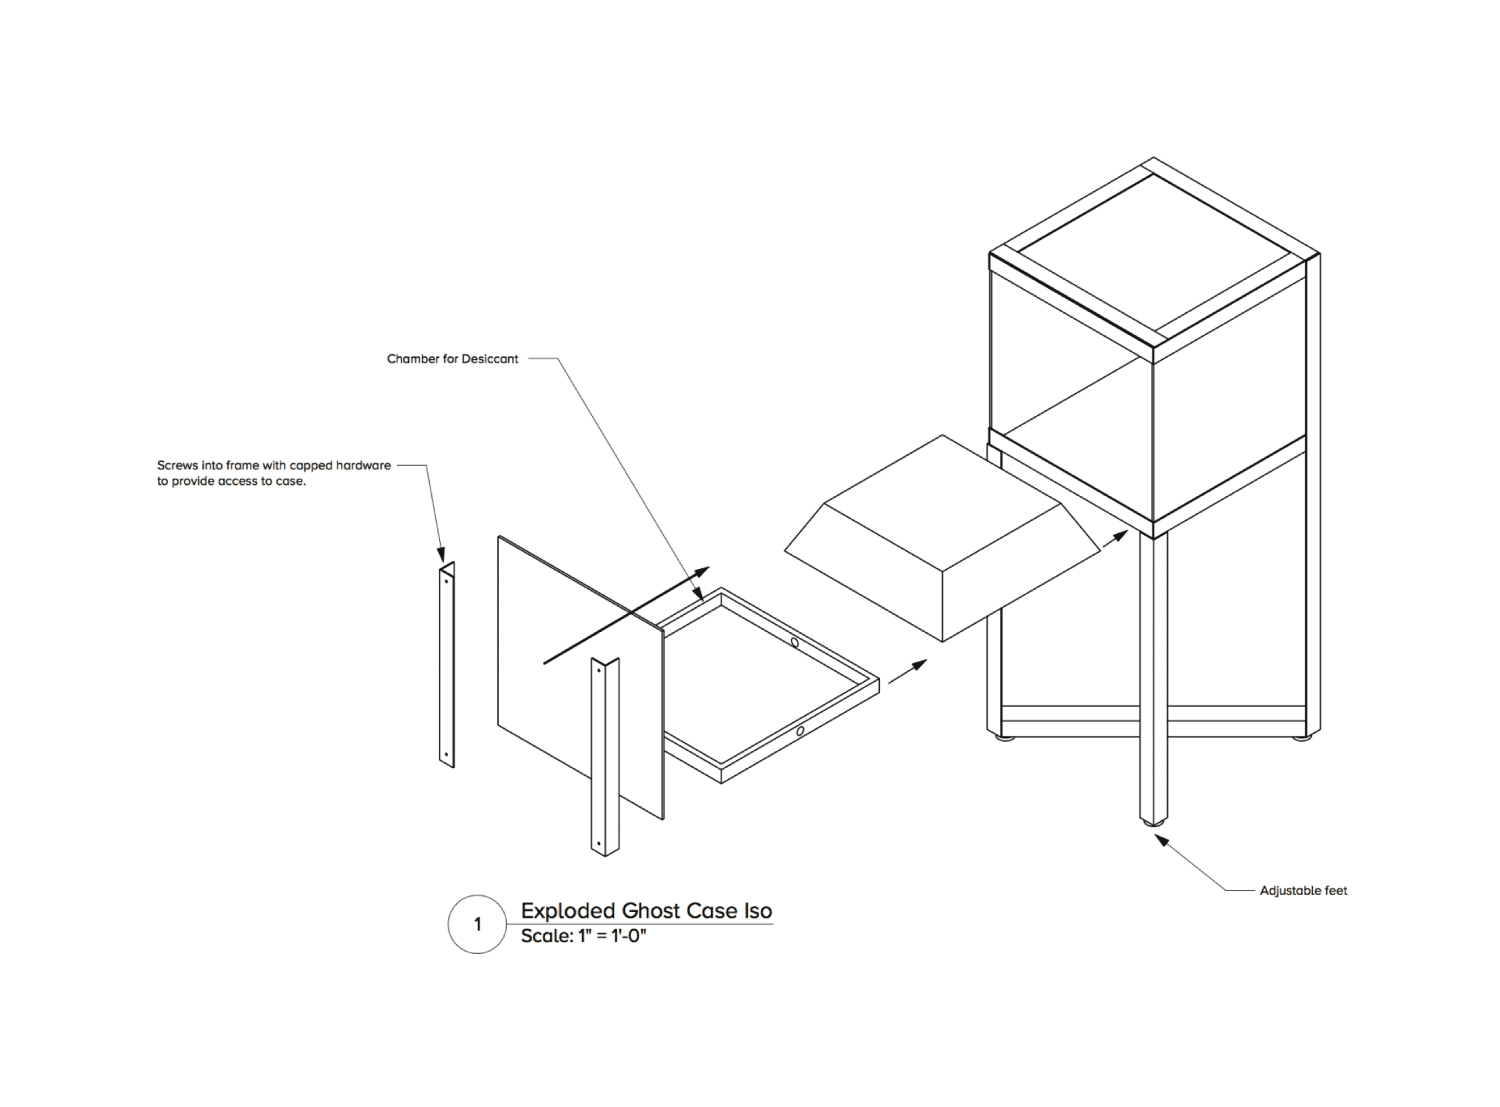 Chamber for Desiccant
Screws into frame with capped hardware
to provide access to case.
Adjustable feet
1
Exploded Ghost Case Iso
Scale: 1" = 1'-0"